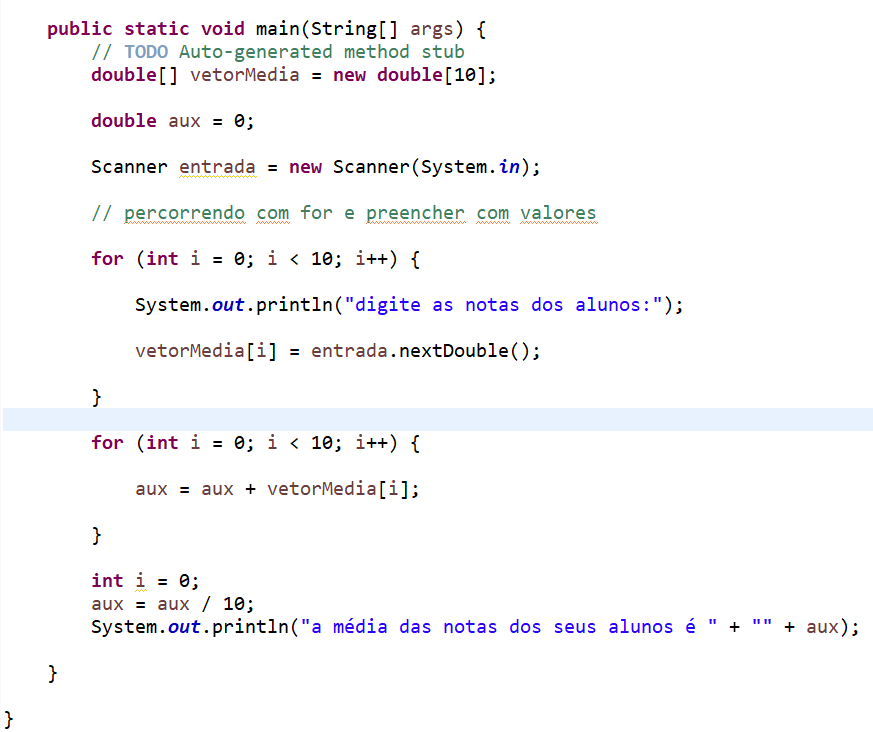 public static void main(String[] args) {
// TODO Auto-generated method stub
double[] vetorMedia = new double[10];
double aux = 0;
Scanner entrada = new Scanner(System.in);
// percorrendo com for e preencher com valores
for (int i = 0; i < 10; i++) {
System.out.println("digite as notas dos alunos:");
vetorMedia[i] = entrada.nextDouble();
}
for (int i = 0; i < 10; i++) {
aux = aux + vetorMedia[i];
}
int i = 0;
aux = aux / 10;
System.out.println("a média das notas dos seus alunos é " + "" + aux);
}
}